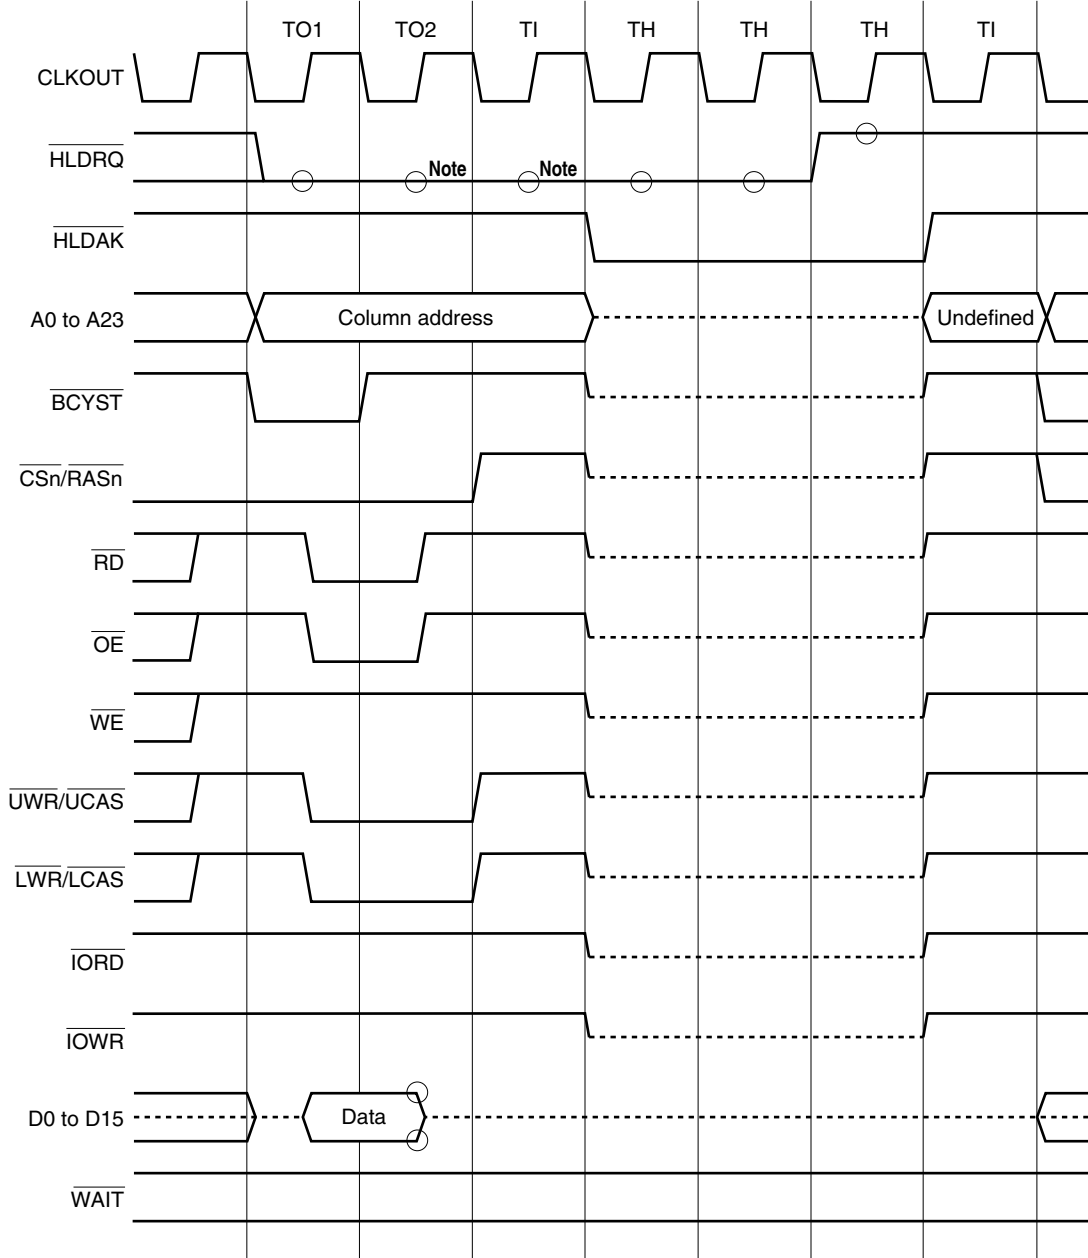 TO1 TO2 TI TH TH TH TI
CLKOUT
HLDRQ
Note Note
HLDAK
A0 to A23 Column address Undefined
BCYST
CSn/RASn
RD
OE
WE
UWR/UCAS
LWR/LCAS
IORD
IOWR
D0 to D15 Data
WAIT